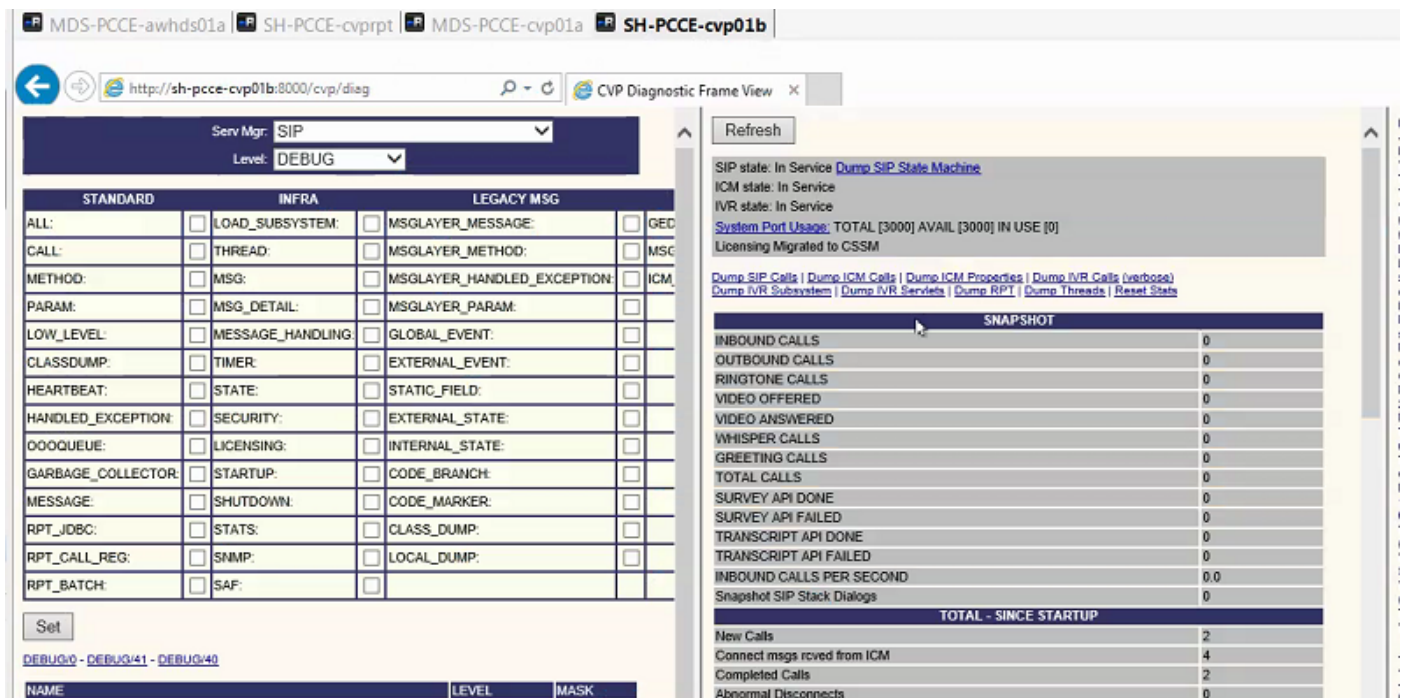 MDS-PCCE-awhds01a SH-PCCE-cvprpt MDS-PCCE-cvp01a SH-PCCE-cvp01b
http://sh-pcce-cvp01b:8000/cvp/diag CVP Diagnostic Frame View
Serv Mgr: SIP
Level: DEBUG
STANDARD INFRA LEGACY MSG
ALL: LOAD_SUBSYSTEM: MSGLAYER_MESSAGE: GED
CALL: THREAD: MSGLAYER_METHOD: MSG
METHOD: MSG: MSGLAYER_HANDLED_EXCEPTION: ICM_
PARAM: MSG_DETAIL: MSGLAYER_PARAM:
LOW_LEVEL: MESSAGE_HANDLING: GLOBAL_EVENT:
CLASSDUMP: TIMER: EXTERNAL_EVENT:
HEARTBEAT: STATE: STATIC_FIELD:
HANDLED_EXCEPTION: SECURITY: EXTERNAL_STATE:
OOOQUEUE: LICENSING: INTERNAL_STATE:
GARBAGE_COLLECTOR: STARTUP: CODE_BRANCH:
MESSAGE: SHUTDOWN: CODE_MARKER:
RPT_JDBC: STATS: CLASS_DUMP:
RPT_CALL_REG: SNMP: LOCAL_DUMP:
RPT_BATCH: SAF:
Set
DEBUG/0 - DEBUG/41 - DEBUG/40
NAME LEVEL MASK
Refresh
SIP state: In Service Dump SIP State Machine
ICM state: In Service
IVR state: In Service
System Port Usage: TOTAL [3000] AVAIL [3000] IN USE [0]
Licensing Migrated to CSSM
Dump SIP Calls | Dump ICM Calls | Dump ICM Properties | Dump IVR Calls (verbose)
Dump IVR Subsystem | Dump IVR Servlets | Dump RPT | Dump Threads | Reset Stats
SNAPSHOT
INBOUND CALLS 0
OUTBOUND CALLS 0
RINGTONE CALLS 0
VIDEO OFFERED 0
VIDEO ANSWERED 0
WHISPER CALLS 0
GREETING CALLS 0
TOTAL CALLS 0
SURVEY API DONE 0
SURVEY API FAILED 0
TRANSCRIPT API DONE 0
TRANSCRIPT API FAILED 0
INBOUND CALLS PER SECOND 0.0
Snapshot SIP Stack Dialogs 0
TOTAL - SINCE STARTUP
New Calls 2
Connect msgs rcved from ICM 4
Completed Calls 2
Abnormal Disconnects 0